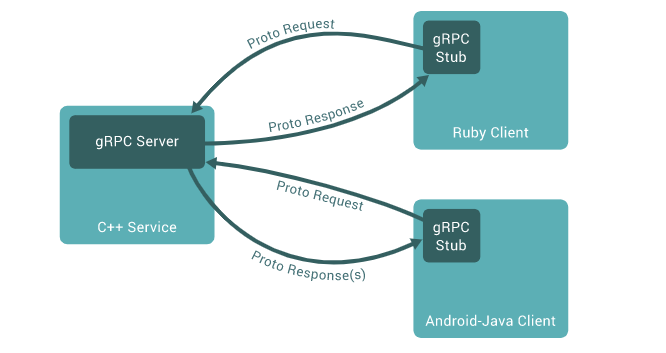 Proto Request
gRPC
Stub
Ruby Client
Proto Response
gRPC Server
C++ Service
Proto Request
gRPC
Stub
Proto Response(s)
Android-Java Client